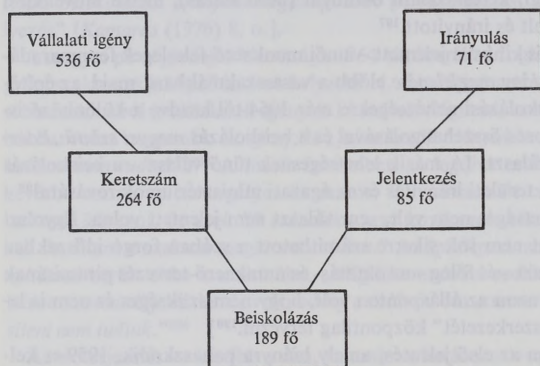 Vállalati igény
536 fő
Irányulás
71 fő
Keretszám
264 fő
Jelentkezés
85 fő
Beiskolázás
189 fő